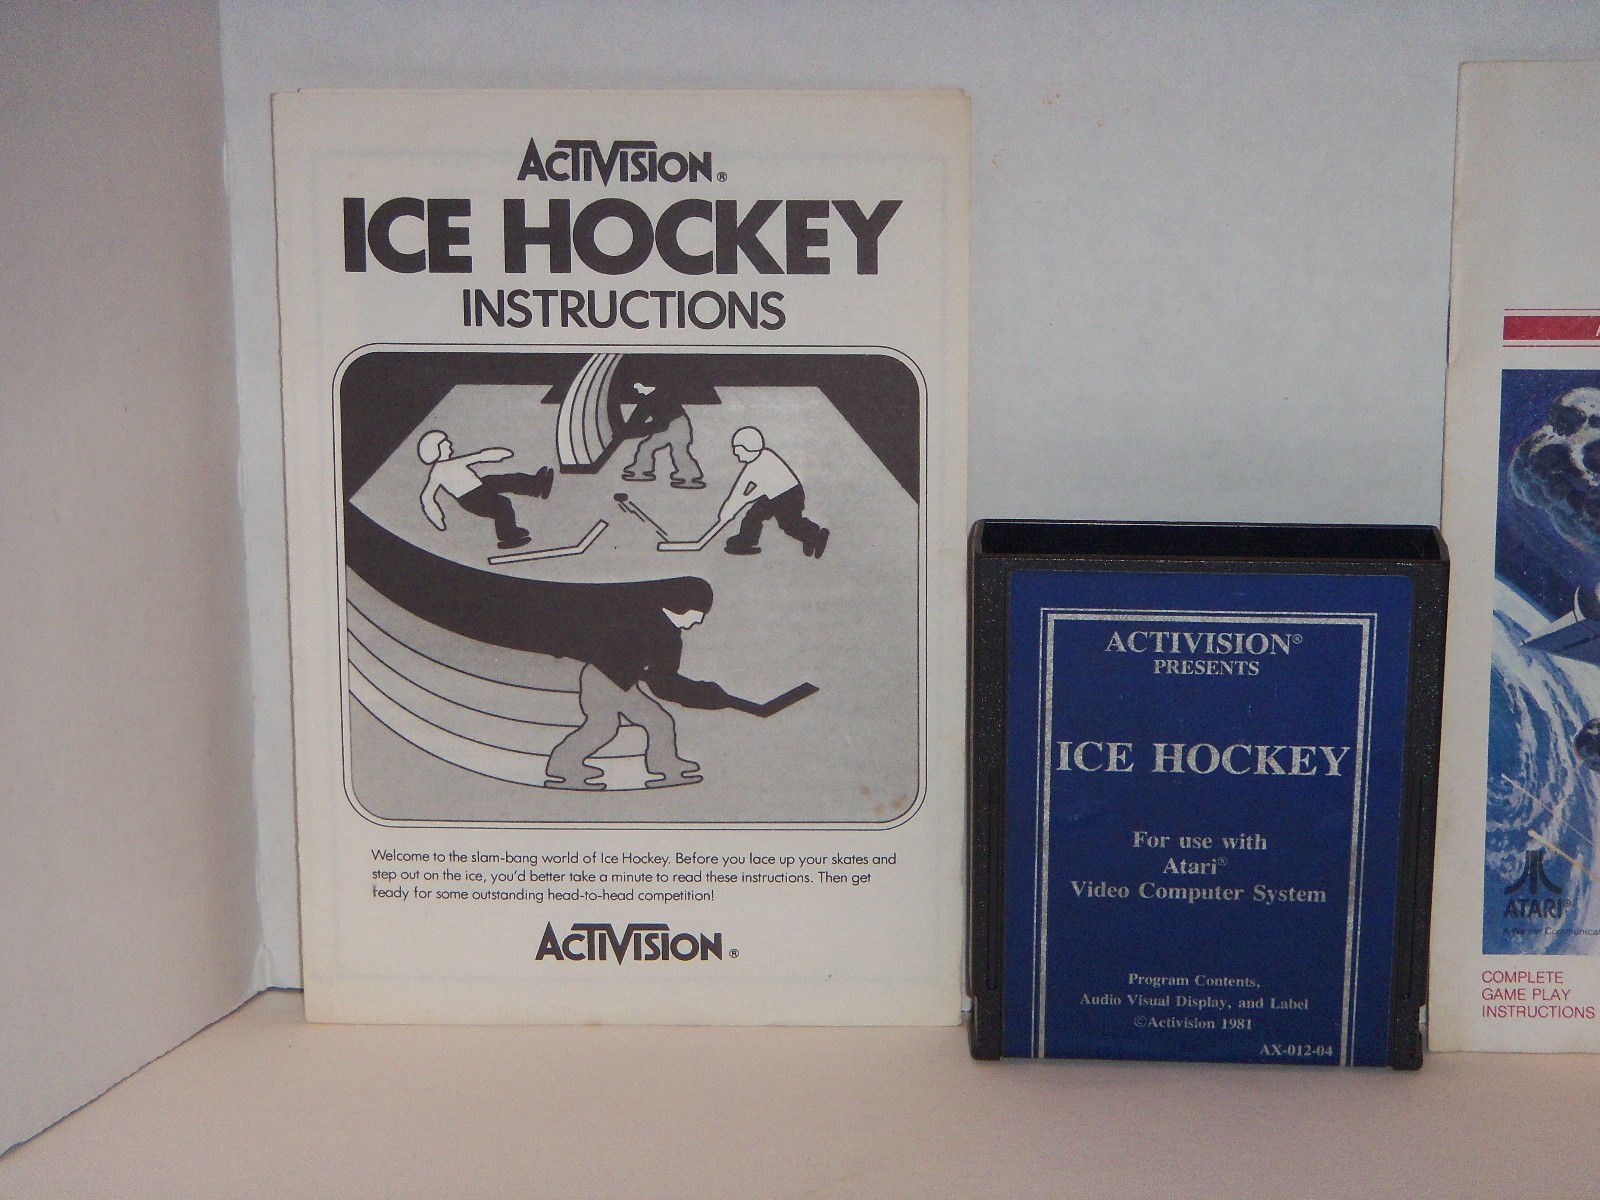 ACTIVISION®
ICE HOCKEY
INSTRUCTIONS
Welcome to the slam-bang world of Ice Hockey. Before you lace up your skates and
step out on the ice, you'd better take a minute to read these instructions. Then get
ready for some outstanding head-to-head competition!
ACTIVISION®
ACTIVISION®
PRESENTS
ICE HOCKEY
For use with
Atari®
Video Computer System
Program Contents,
Audio Visual Display, and Label
©Activision 1981
AX-012-04
ATARI®
A Warner
COMPLETE
GAME PLAY
INSTRUCTIONS